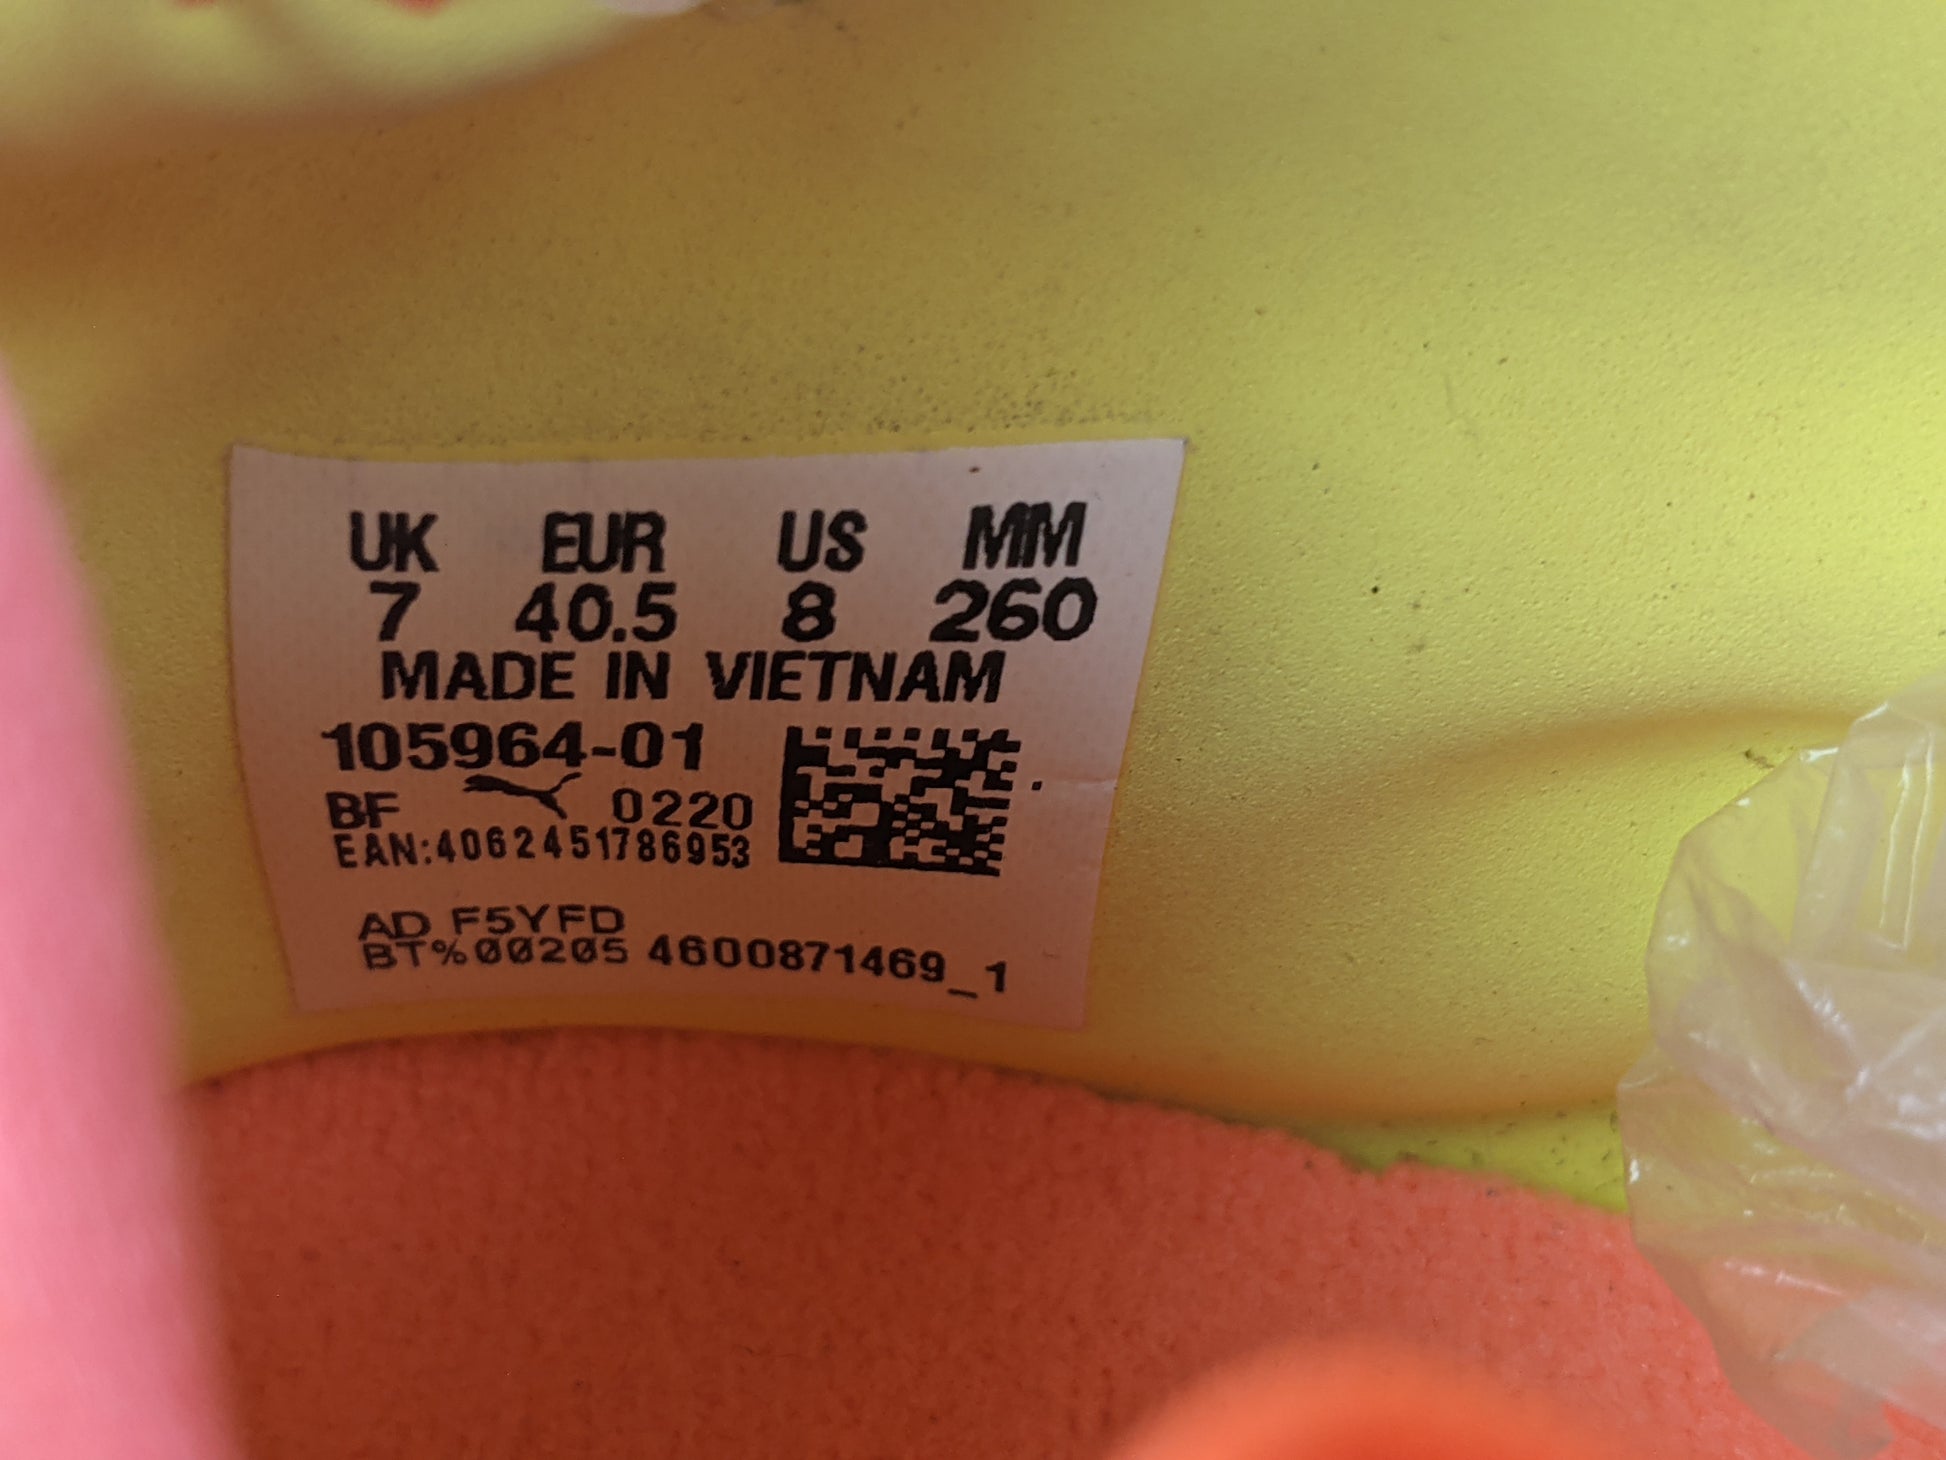 UK EUR US MM
7 40.5 8 260
MADE IN VIETNAM
105964-01
BF 0220
EAN:4062451786953
AD F5YFD
BT%00205 4600871469_1